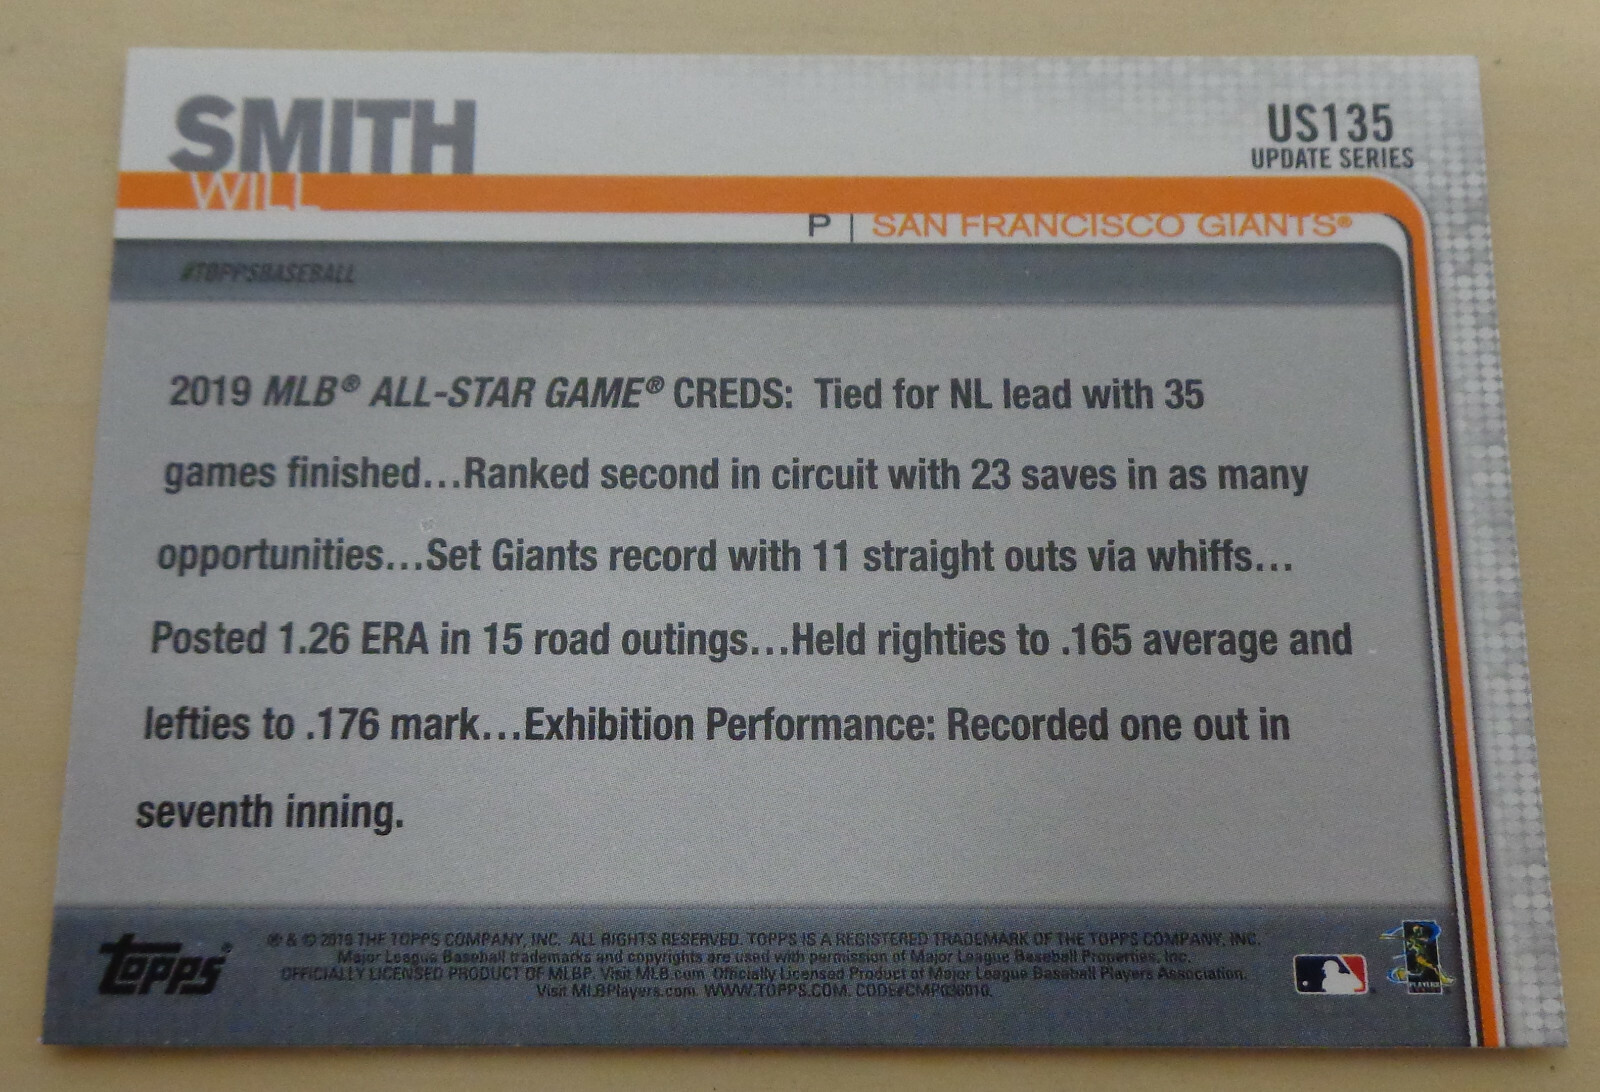 SMITH
WILL
US135
UPDATE SERIES
P | SAN FRANCISCO GIANTS®
#TOPPSBASEBALL
2019 MLB® ALL-STAR GAME® CREDS: Tied for NL lead with 35
games finished...Ranked second in circuit with 23 saves in as many
opportunities...Set Giants record with 11 straight outs via whiffs...
Posted 1.26 ERA in 15 road outings...Held righties to .165 average and
lefties to .176 mark...Exhibition Performance: Recorded one out in
seventh inning.
topps®
® & © 2019 THE TOPPS COMPANY, INC. ALL RIGHTS RESERVED. TOPPS IS A REGISTERED TRADEMARK OF THE TOPPS COMPANY, INC.
Major League Baseball trademarks and copyrights are used with permission of Major League Baseball Properties, Inc.
OFFICIALLY LICENSED PRODUCT OF MLBP. Visit MLB.com. Officially Licensed Product of Major League Baseball Players Association.
Visit MLBPlayers.com. WWW.TOPPS.COM. CODE#CMP036010.
PLAYERS